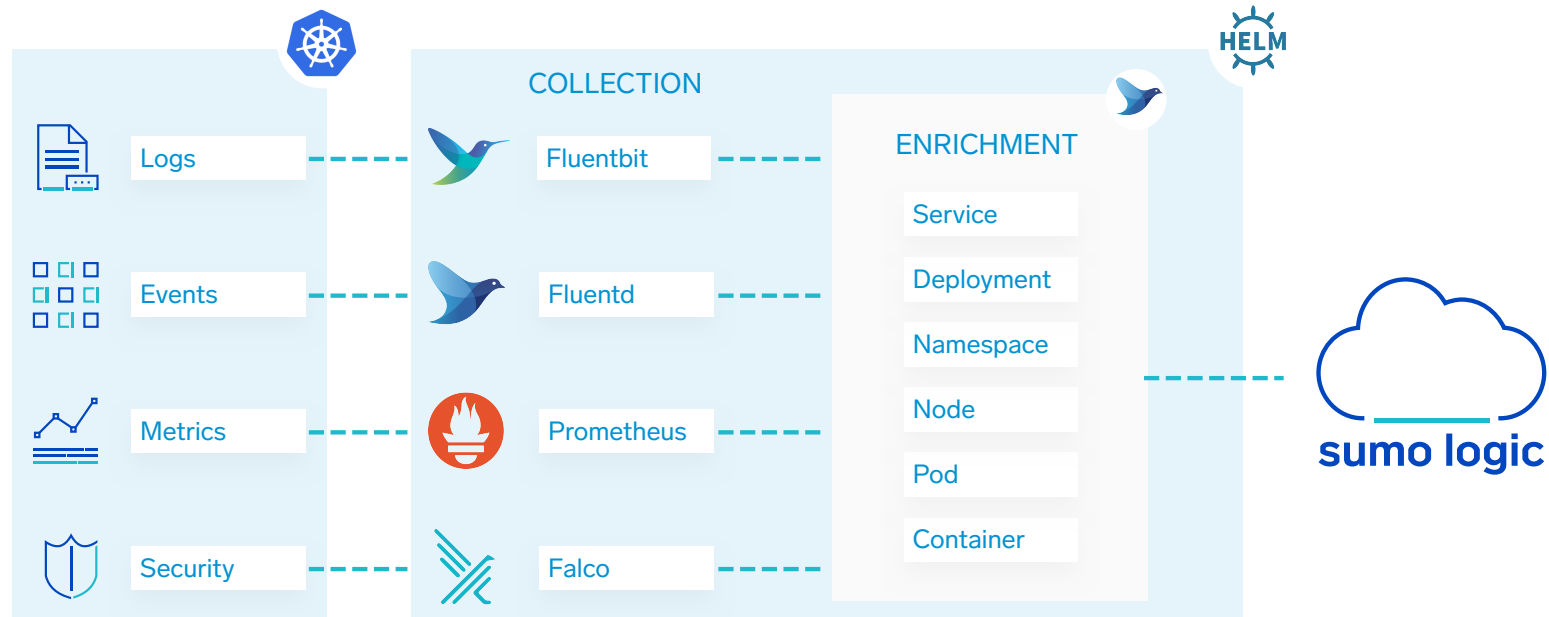 HELM
COLLECTION
ENRICHMENT
Logs
Fluentbit
Service
Deployment
Events
Fluentd
Namespace
Node
Metrics
Prometheus
sumo logic
Pod
Container
Security
Falco